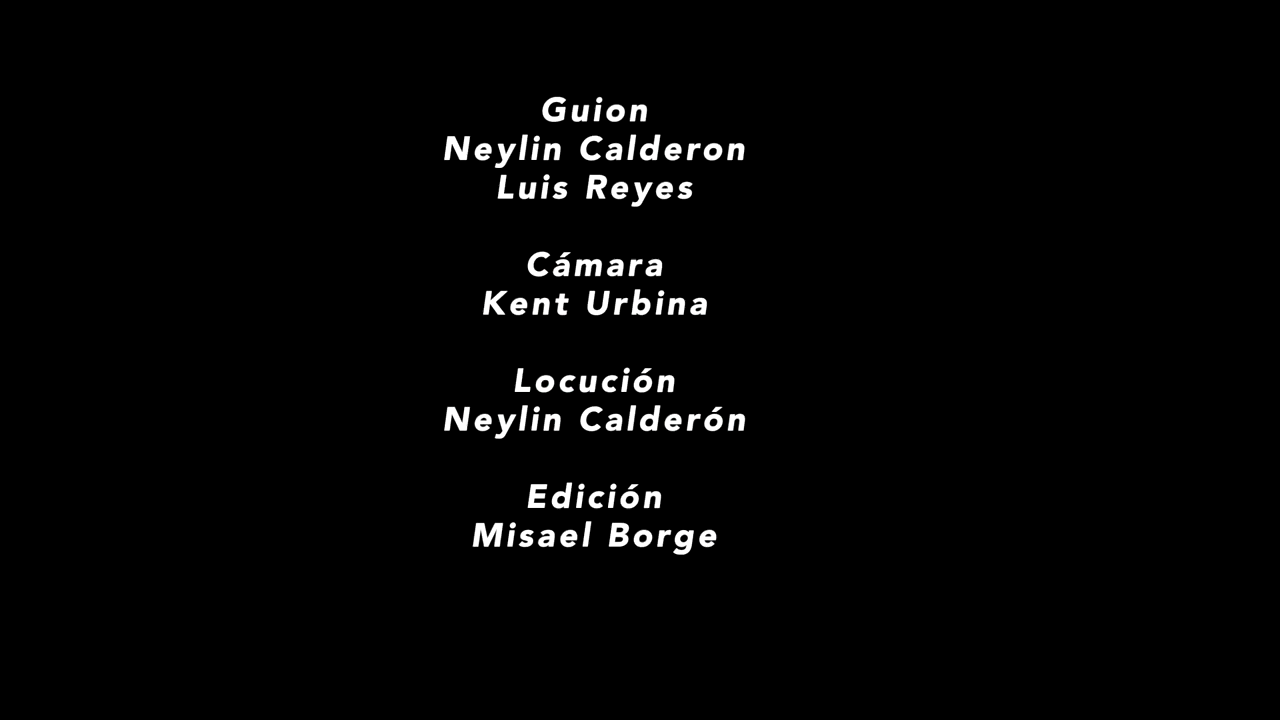 Guion
Neylin Calderon
Luis Reyes
Cámara
Kent Urbina
Locución
Neylin Calderón
Edición
Misael Borge